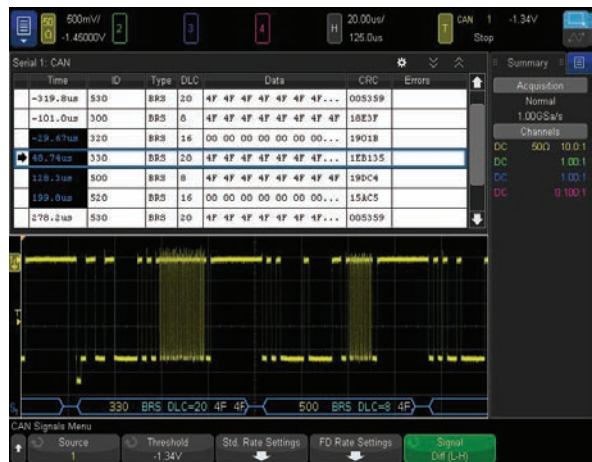 50Ω 500mV/ -1.45000V 2 3 4 H 20.00us/ 125.0us T CAN 1 -1.34V Stop
Serial 1: CAN
Summary
Time ID Type DLC Data CRC Errors
-319.8us 530 BRS 20 4F 4F 4F 4F 4F 4F... 005359
-101.0us 300 BRS 8 4F 4F 4F 4F 4F 4F 4F 18E3F
-29.67us 320 BRS 16 00 00 00 00 00 00... 1901B
48.74us 330 BRS 20 4F 4F 4F 4F 4F 4F... 1EB135
128.3us 500 BRS 8 4F 4F 4F 4F 4F 4F 4F 19DC4
199.8us 520 BRS 16 00 00 00 00 00 00... 15AC5
278.2us 530 BRS 20 4F 4F 4F 4F 4F 4F... 005359
Acquisition
Normal
1.00GSa/s
Channels
DC 50Ω 10.0:1
DC 1.00:1
DC 1.00:1
DC 0.100:1
T
S1 330 BRS DLC=20 4F 4F 500 BRS DLC=8 4F
CAN Signals Menu
Source
1
Threshold
-1.34V
Std. Rate Settings
FD Rate Settings
Signal
Diff (L-H)